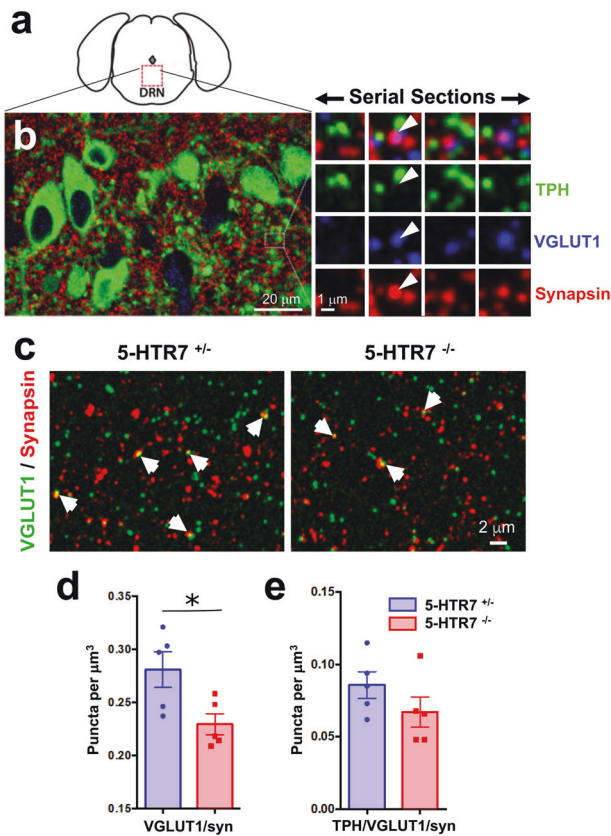 a
DRN
b
← Serial Sections →
TPH
VGLUT1
Synapsin
20 μm
1 μm
c
5-HTR7 +/-
5-HTR7 -/-
VGLUT1 / Synapsin
2 μm
d
e
*
5-HTR7 +/-
5-HTR7 -/-
Puncta per μm³
0.35
0.30
0.25
0.20
0.15
VGLUT1/syn
Puncta per μm³
0.15
0.10
0.05
0.00
TPH/VGLUT1/syn